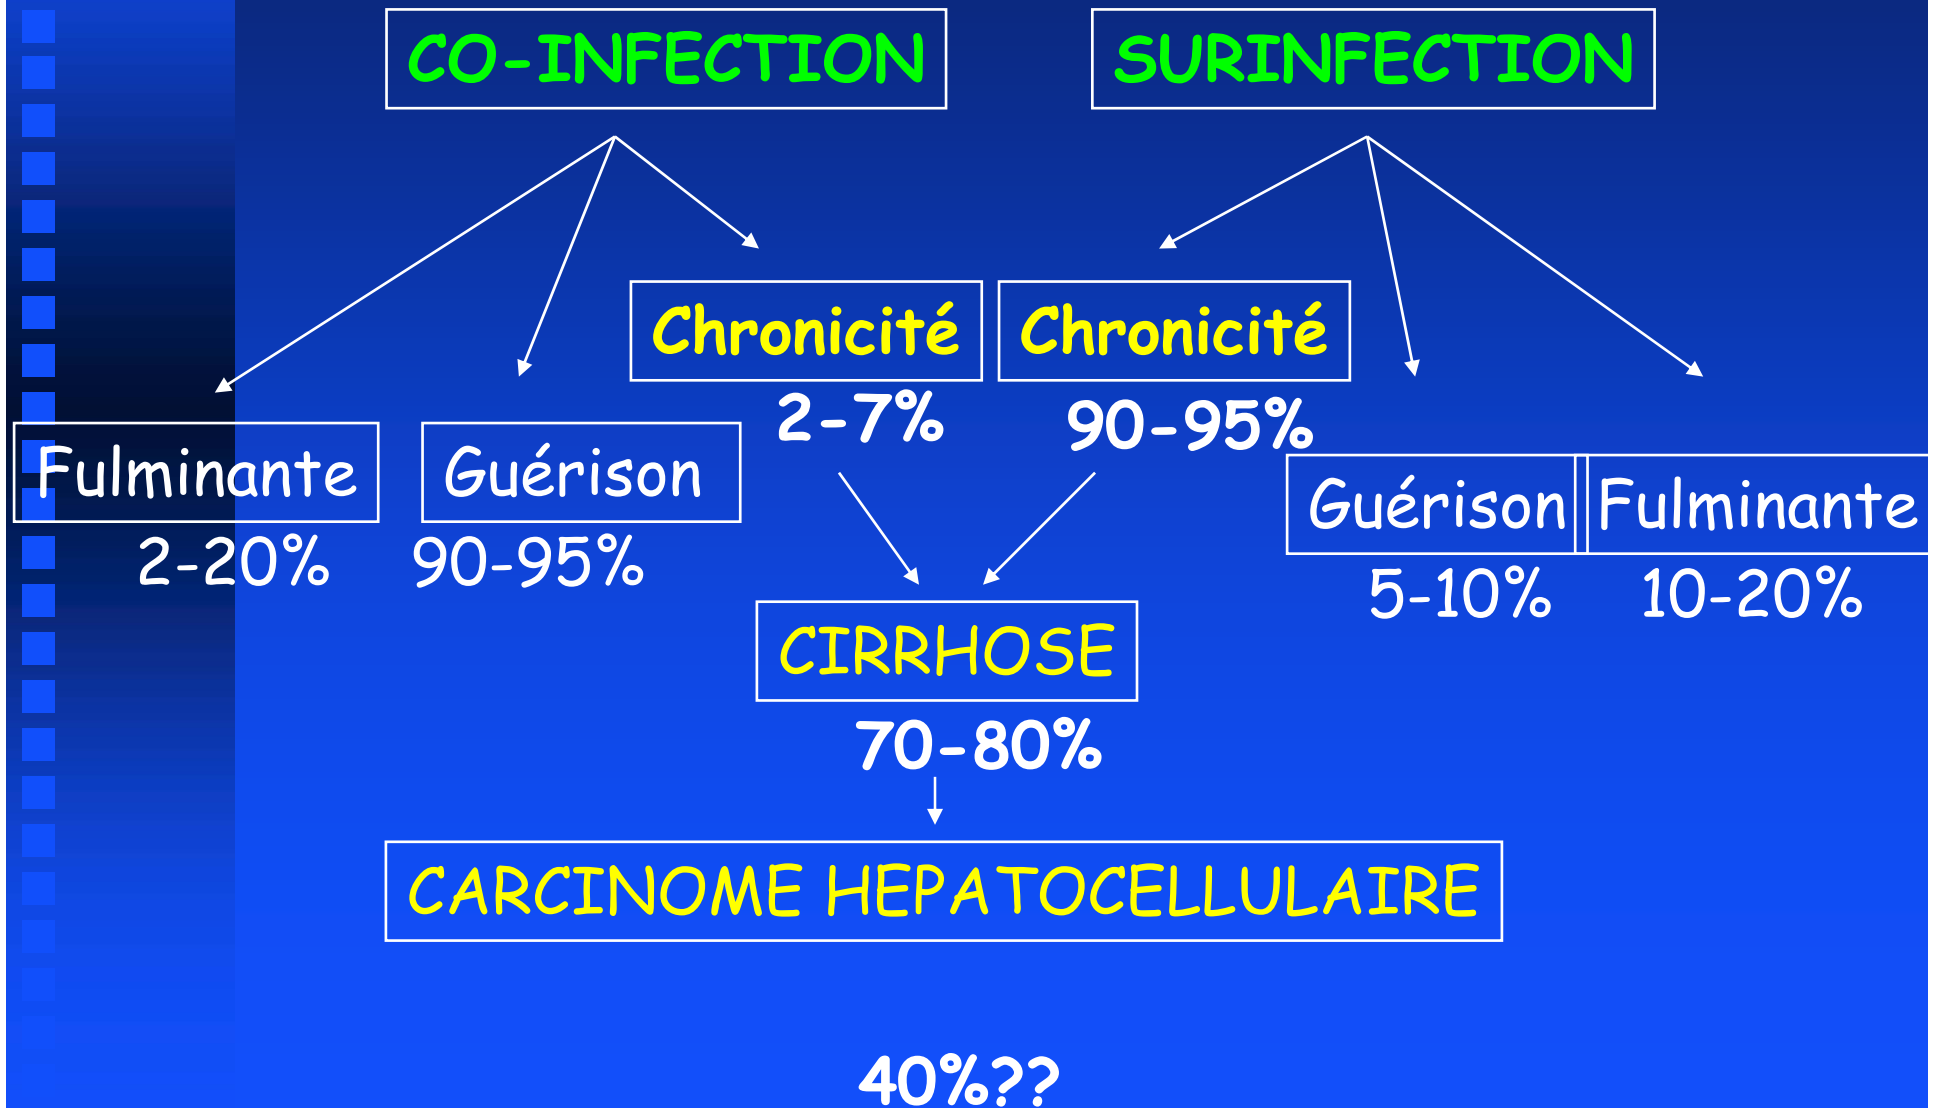 CO-INFECTION
SURINFECTION
Chronicité
Chronicité
2-7%
90-95%
Fulminante
Guérison
Guérison
Fulminante
2-20%
90-95%
5-10%
10-20%
CIRRHOSE
70-80%
CARCINOME HEPATOCELLULAIRE
40%??